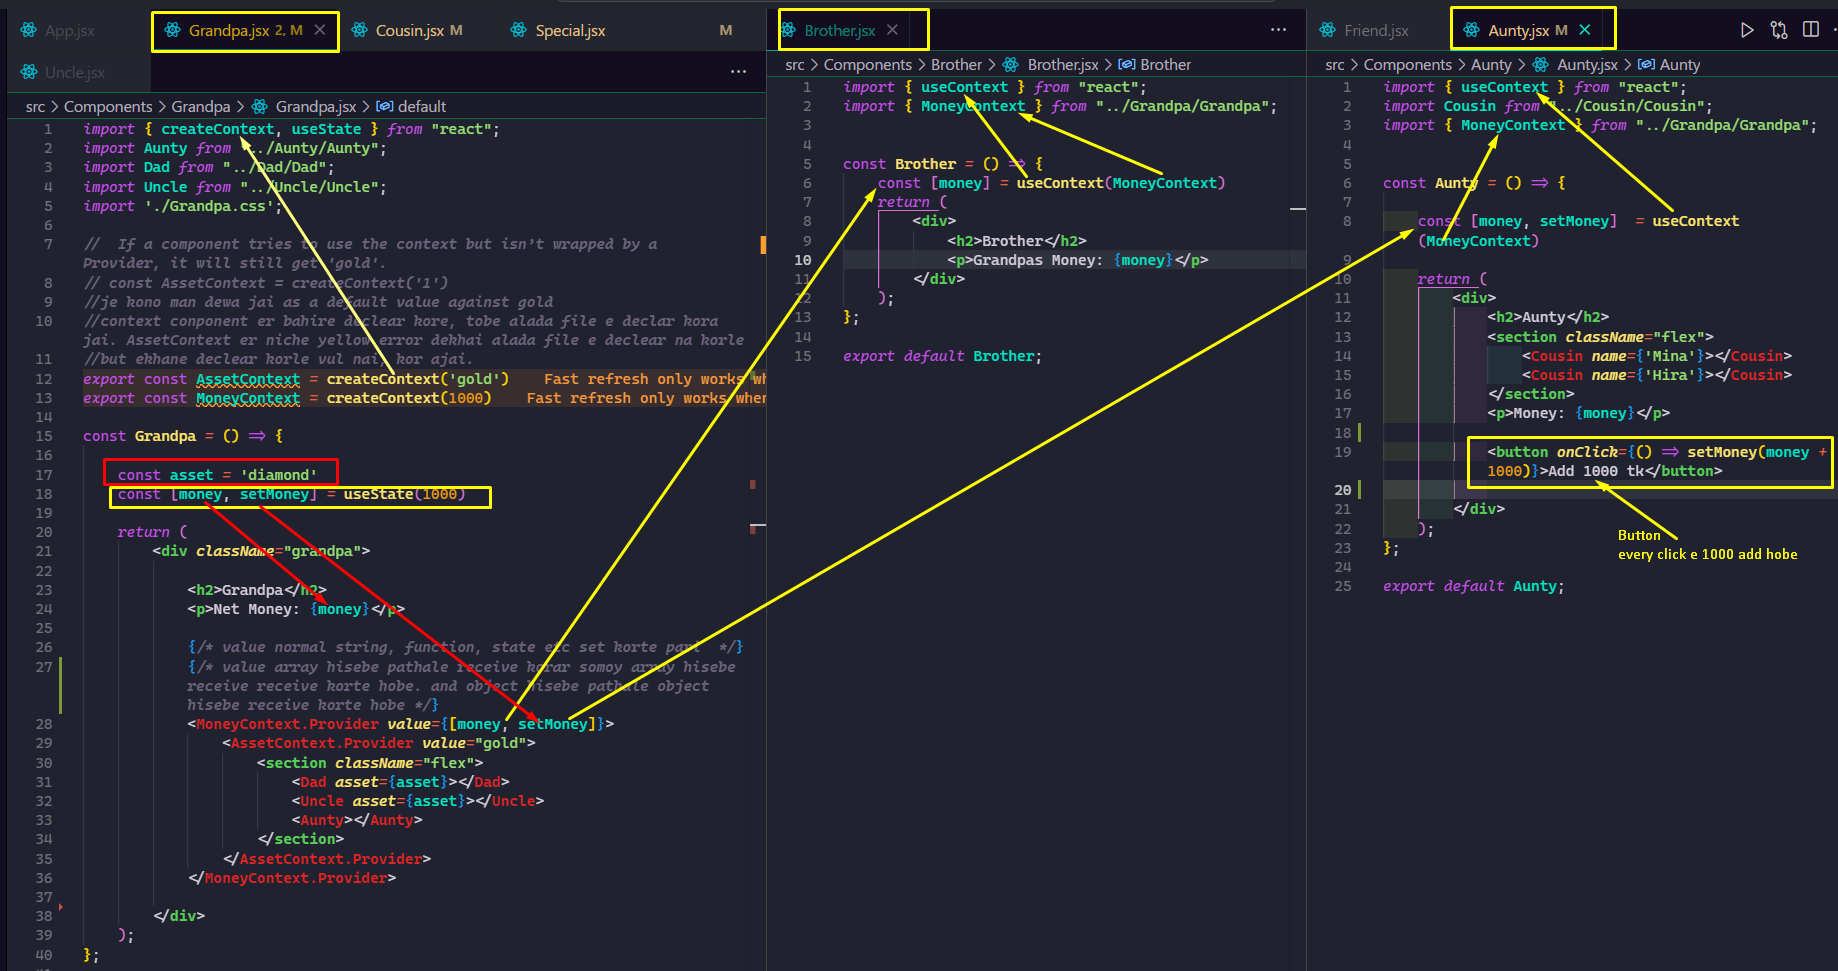 App.jsx
Grandpa.jsx 2, M
Cousin.jsx M
Special.jsx M
Uncle.jsx
src > Components > Grandpa > Grandpa.jsx > default
1 import { createContext, useState } from "react";
2 import Aunty from "../Aunty/Aunty";
3 import Dad from "../Dad/Dad";
4 import Uncle from "../Uncle/Uncle";
5 import './Grandpa.css';
6
7 // If a component tries to use the context but isn't wrapped by a
Provider, it will still get 'gold'.
8 // const AssetContext = createContext('1')
9 //je kono man dewa jai as a default value against gold
10 //context conponent er bahire declear kore, tobe alada file e declar kora
jai. AssetContext er niche yellow error dekhai alada file e declear na korle
11 //but ekhane declear korle vul nai, kor ajai.
12 export const AssetContext = createContext('gold') Fast refresh only works wh
13 export const MoneyContext = createContext(1000) Fast refresh only works when
14
15 const Grandpa = () => {
16
17 const asset = 'diamond'
18 const [money, setMoney] = useState(1000)
19
20 return (
21 <div className="grandpa">
22
23 <h2>Grandpa</h2>
24 <p>Net Money: {money}</p>
25
26 {/* value normal string, function, state etc set korte pari */}
27 {/* value array hisebe pathale receive korar somoy array hisebe
receive receive korte hobe. and object hisebe pathale object
hisebe receive korte hobe */}
28 <MoneyContext.Provider value={[money, setMoney]}>
29 <AssetContext.Provider value="gold">
30 <section className="flex">
31 <Dad asset={asset}></Dad>
32 <Uncle asset={asset}></Uncle>
33 <Aunty></Aunty>
34 </section>
35 </AssetContext.Provider>
36 </MoneyContext.Provider>
37
38 </div>
39 );
40 };
Brother.jsx
src > Components > Brother > Brother.jsx > Brother
1 import { useContext } from "react";
2 import { MoneyContext } from "../Grandpa/Grandpa";
3
4
5 const Brother = () => {
6 const [money] = useContext(MoneyContext)
7 return (
8 <div>
9 <h2>Brother</h2>
10 <p>Grandpas Money: {money}</p>
11 </div>
12 );
13 };
14
15 export default Brother;
Friend.jsx
Aunty.jsx M
src > Components > Aunty > Aunty.jsx > Aunty
1 import { useContext } from "react";
2 import Cousin from "../Cousin/Cousin";
3 import { MoneyContext } from "../Grandpa/Grandpa";
4
5
6 const Aunty = () => {
7
8 const [money, setMoney] = useContext
(MoneyContext)
9
10 return (
11 <div>
12 <h2>Aunty</h2>
13 <section className="flex">
14 <Cousin name={'Mina'}></Cousin>
15 <Cousin name={'Hira'}></Cousin>
16 </section>
17 <p>Money: {money}</p>
18
19 <button onClick={() => setMoney(money +
1000)}>Add 1000 tk</button>
20
21 </div>
22 );
23 };
24
25 export default Aunty;
Button
every click e 1000 add hobe